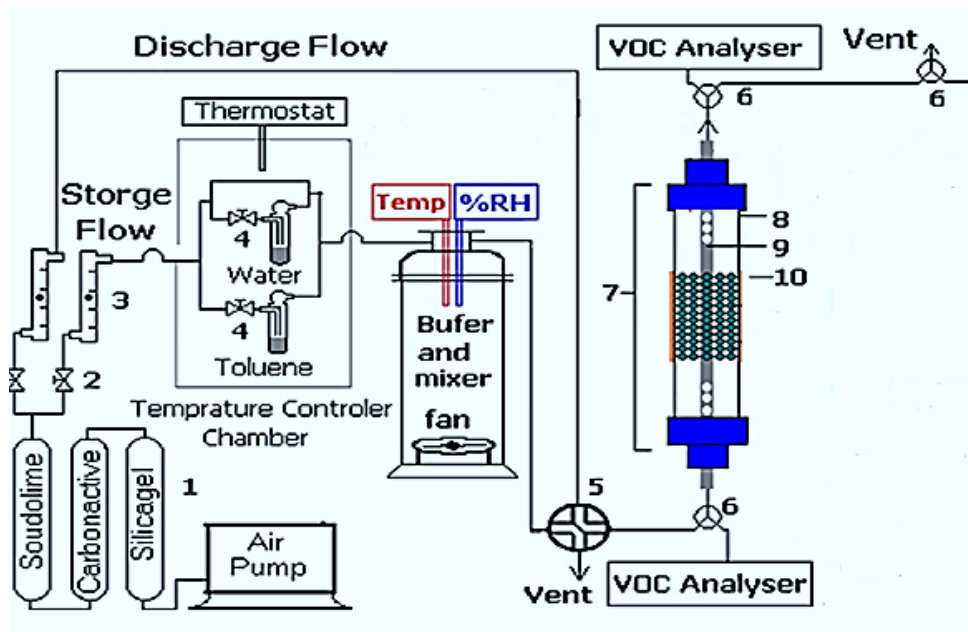 Discharge Flow
VOC Analyser
Vent
6
6
Thermostat
Storge
Flow
Temp
%RH
4
Water
8
9
10
7
3
4
Toluene
Bufer
and
mixer
2
Temprature Controler
Chamber
fan
Soudolime
Carbonactive
Silicagel
1
5
6
Air
Pump
Vent
VOC Analyser